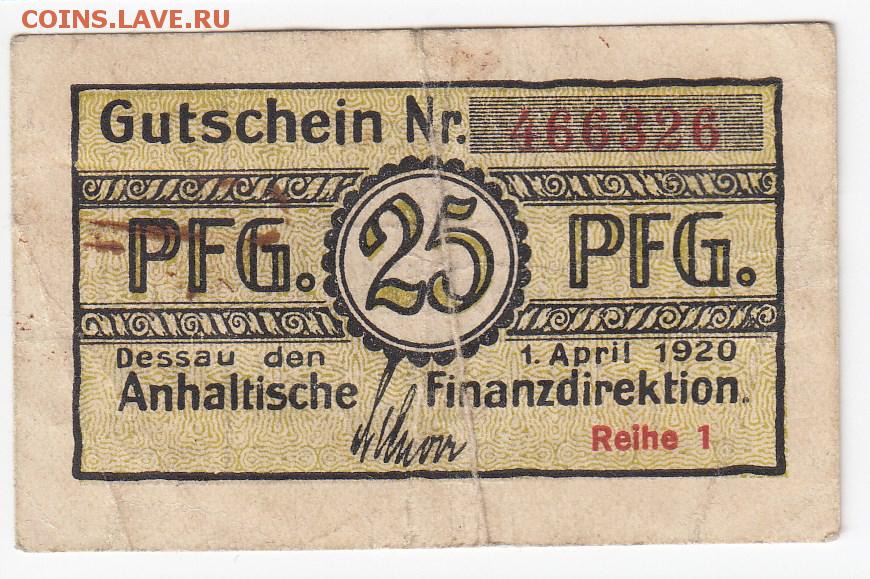 COINS.LAVE.RU
Gutschein Nr. 466326
PFG. 25 PFG.
Dessau den 1. April 1920
Anhaltische Finanzdirektion.
Reihe 1